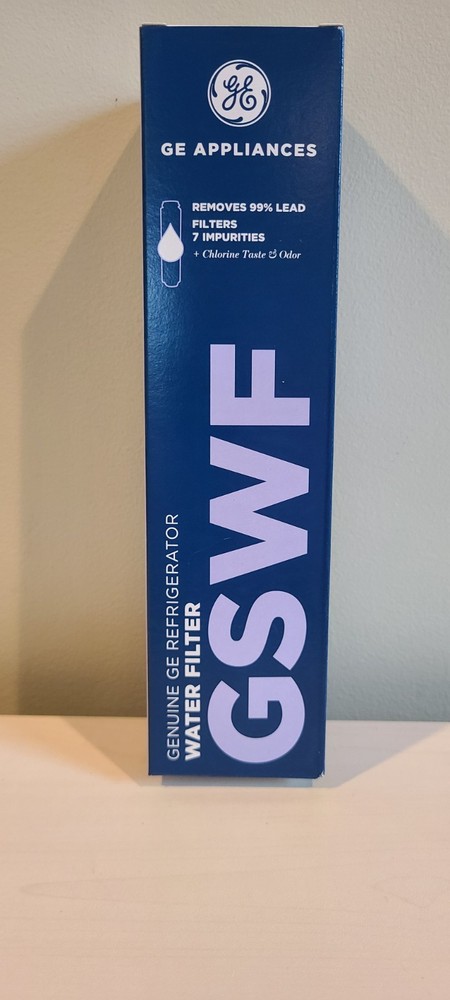 GE
GE APPLIANCES
REMOVES 99% LEAD
FILTERS
7 IMPURITIES
+ Chlorine Taste & Odor
GENUINE GE REFRIGERATOR
WATER FILTER
GSWF